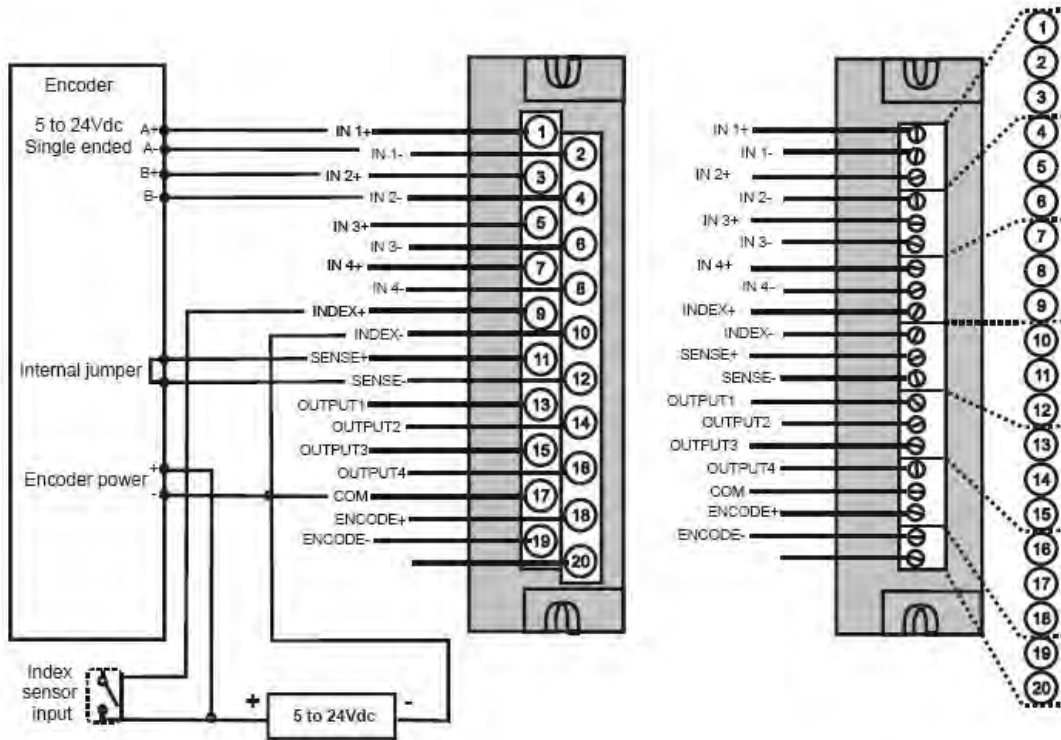 Encoder
5 to 24Vdc
Single ended
A+
A-
B+
B-
Internal jumper
Encoder power
+
-
Index
sensor
input
+
5 to 24Vdc
-
IN 1+
IN 1-
IN 2+
IN 2-
IN 3+
IN 3-
IN 4+
IN 4-
INDEX+
INDEX-
SENSE+
SENSE-
OUTPUT1
OUTPUT2
OUTPUT3
OUTPUT4
COM
ENCODE+
ENCODE-
1
2
3
4
5
6
7
8
9
10
11
12
13
14
15
16
17
18
19
20
IN 1+
IN 1-
IN 2+
IN 2-
IN 3+
IN 3-
IN 4+
IN 4-
INDEX+
INDEX-
SENSE+
SENSE-
OUTPUT1
OUTPUT2
OUTPUT3
OUTPUT4
COM
ENCODE+
ENCODE-
1
2
3
4
5
6
7
8
9
10
11
12
13
14
15
16
17
18
19
20